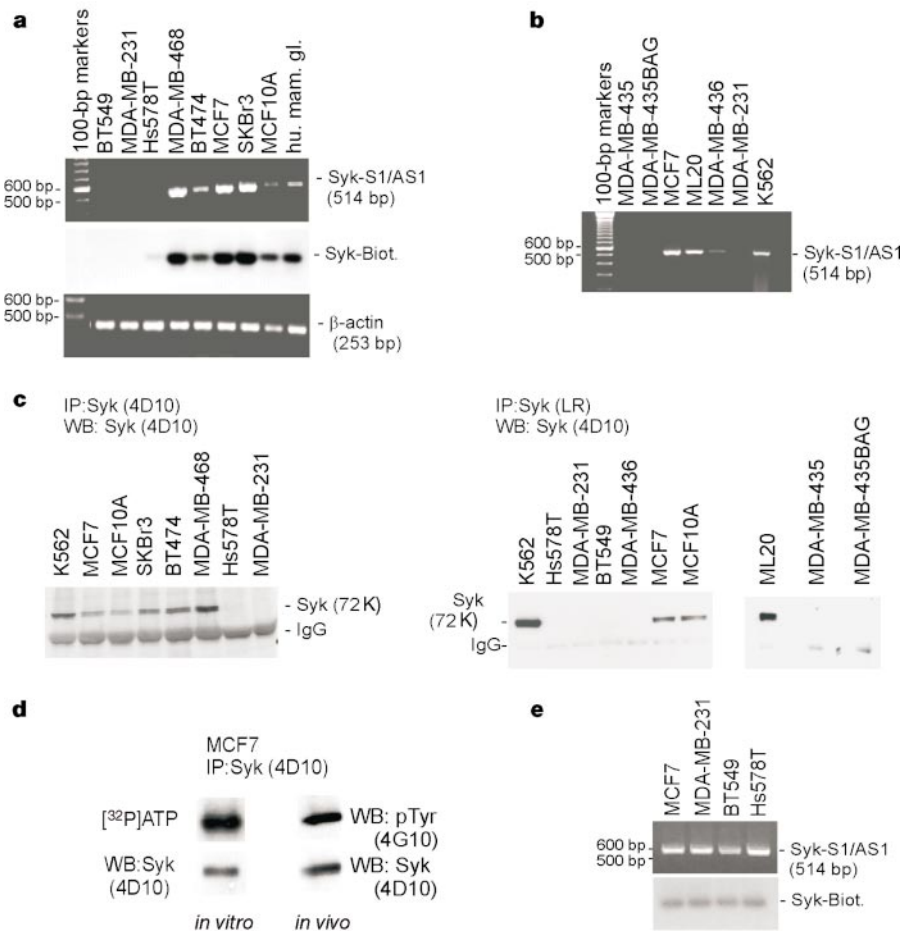 a
100-bp markers
BT549
MDA-MB-231
Hs578T
MDA-MB-468
BT474
MCF7
SKBr3
MCF10A
hu. mam. gl.
600 bp-
500 bp-
- Syk-S1/AS1
(514 bp)
- Syk-Biot.
600 bp-
500 bp-
- β-actin
(253 bp)
b
100-bp markers
MDA-MB-435
MDA-MB-435BAG
MCF7
ML20
MDA-MB-436
MDA-MB-231
K562
600 bp-
500 bp-
- Syk-S1/AS1
(514 bp)
c
IP:Syk (4D10)
WB: Syk (4D10)
K562
MCF7
MCF10A
SKBr3
BT474
MDA-MB-468
Hs578T
MDA-MB-231
- Syk (72K)
- IgG
IP:Syk (LR)
WB: Syk (4D10)
K562
Hs578T
MDA-MB-231
BT549
MDA-MB-436
MCF7
MCF10A
Syk
(72K) -
IgG-
ML20
MDA-MB-435
MDA-MB-435BAG
d
MCF7
IP:Syk (4D10)
[³²P]ATP
WB: pTyr
(4G10)
WB:Syk
(4D10)
WB: Syk
(4D10)
in vitro
in vivo
e
MCF7
MDA-MB-231
BT549
Hs578T
600 bp-
500 bp-
- Syk-S1/AS1
(514 bp)
- Syk-Biot.